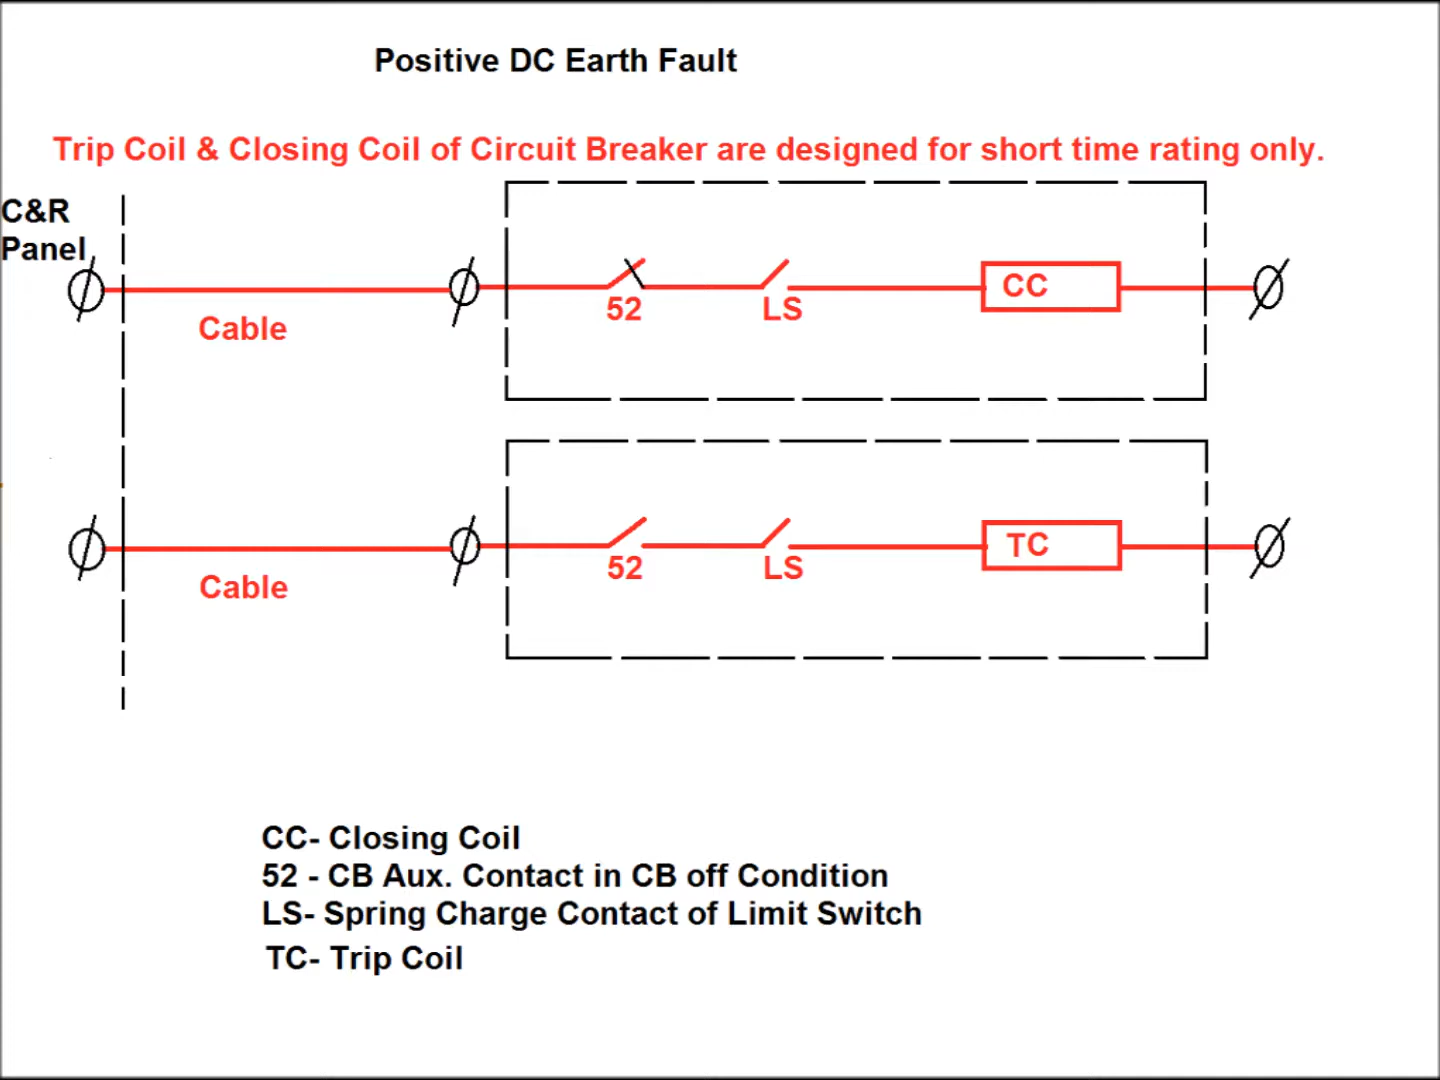 Positive DC Earth Fault
Trip Coil & Closing Coil of Circuit Breaker are designed for short time rating only.
C&R
Panel
52
LS
CC
Cable
52
LS
TC
Cable
CC- Closing Coil
52 - CB Aux. Contact in CB off Condition
LS- Spring Charge Contact of Limit Switch
TC- Trip Coil